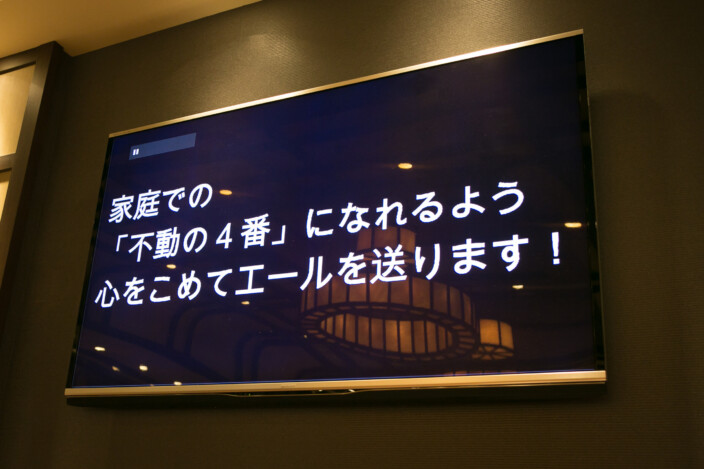 家庭での
「不動の４番」になれるよう
心をこめてエールを送ります！